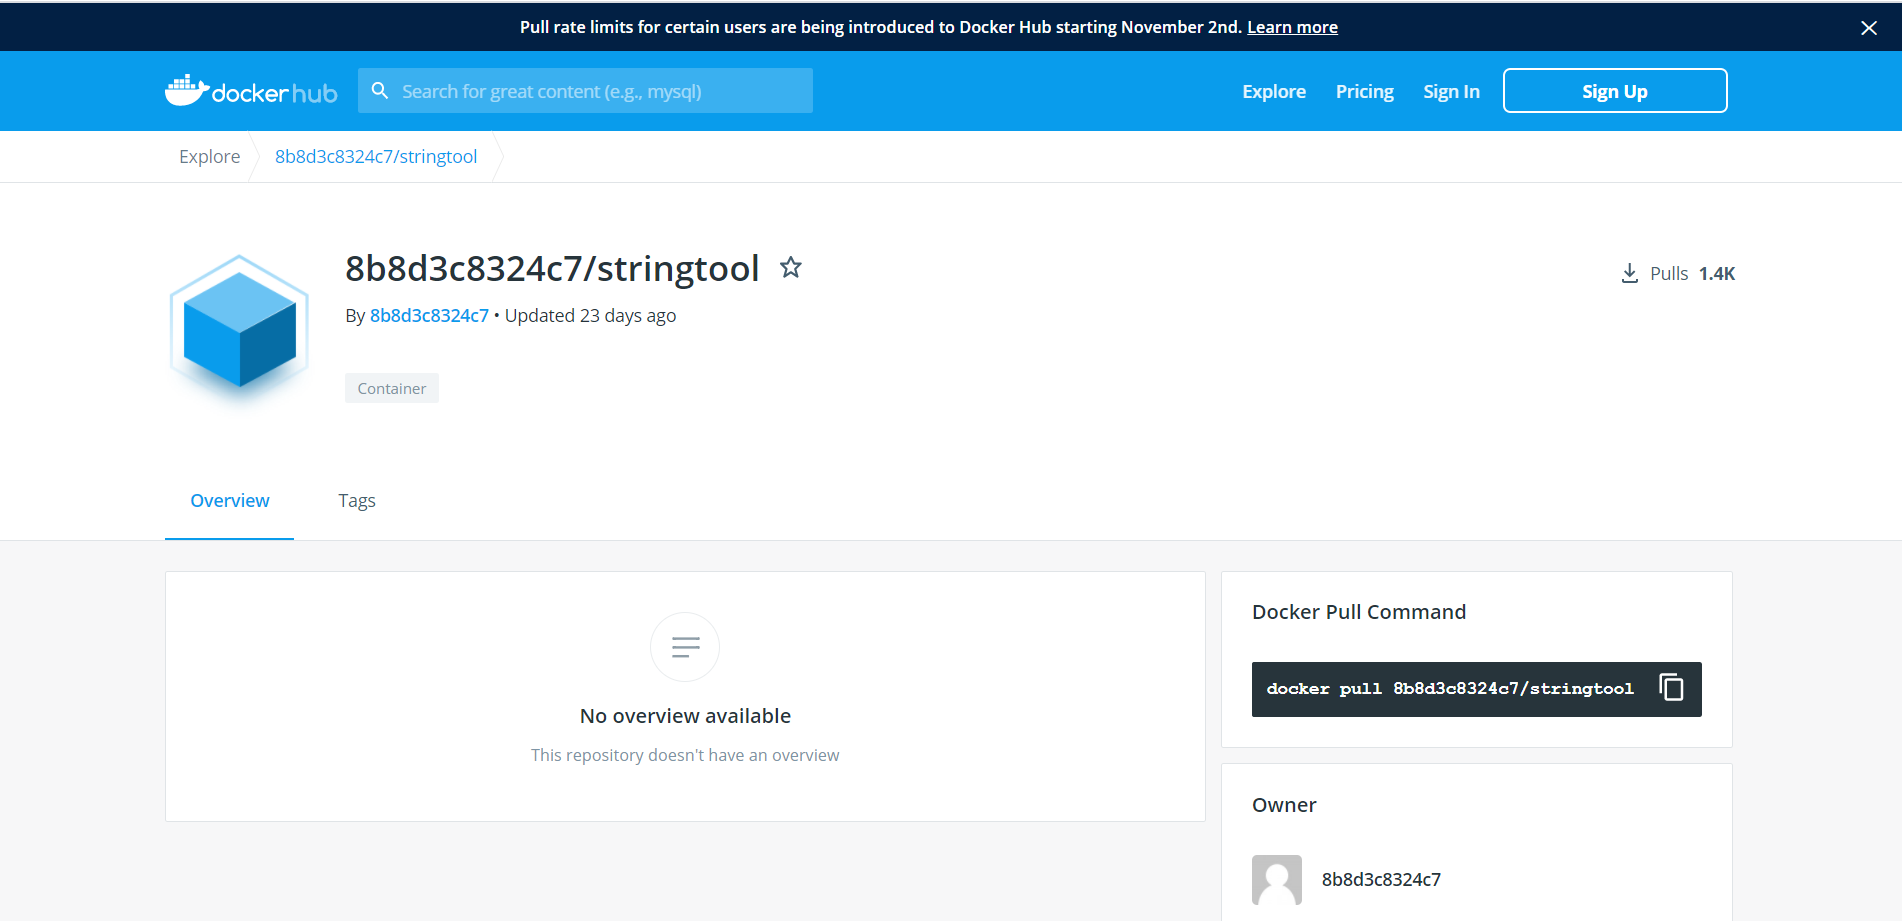 Pull rate limits for certain users are being introduced to Docker Hub starting November 2nd. Learn more
dockerhub
Search for great content (e.g., mysql)
Explore
Pricing
Sign In
Sign Up
Explore
8b8d3c8324c7/stringtool
8b8d3c8324c7/stringtool
Pulls 1.4K
By 8b8d3c8324c7 • Updated 23 days ago
Container
Overview
Tags
No overview available
This repository doesn't have an overview
Docker Pull Command
docker pull 8b8d3c8324c7/stringtool
Owner
8b8d3c8324c7